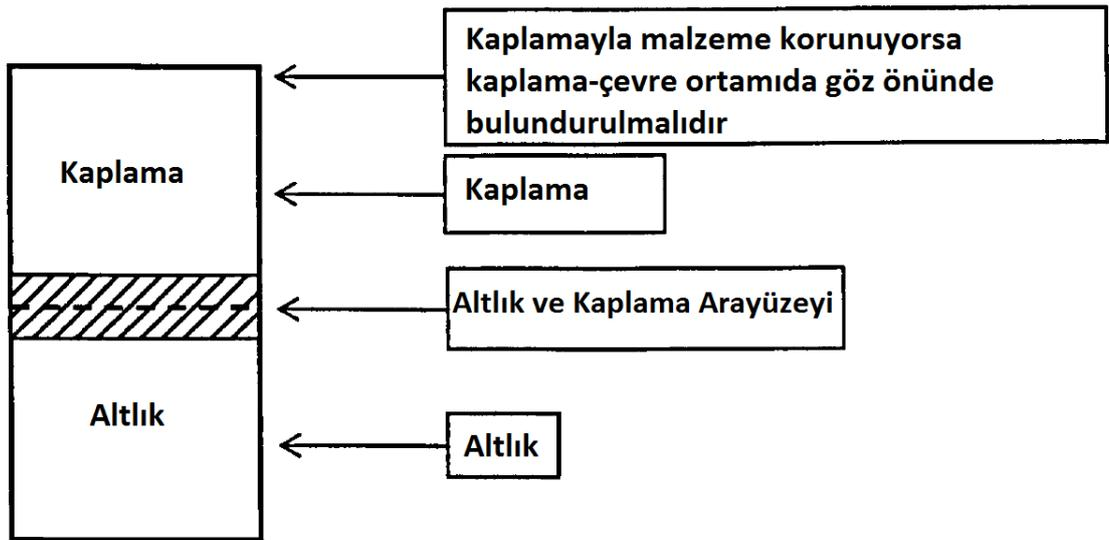 Kaplamayla malzeme korunuyorsa
kaplama-çevre ortamıda göz önünde
bulundurulmalıdır
Kaplama
Kaplama
Altlık ve Kaplama Arayüzeyi
Altlık
Altlık